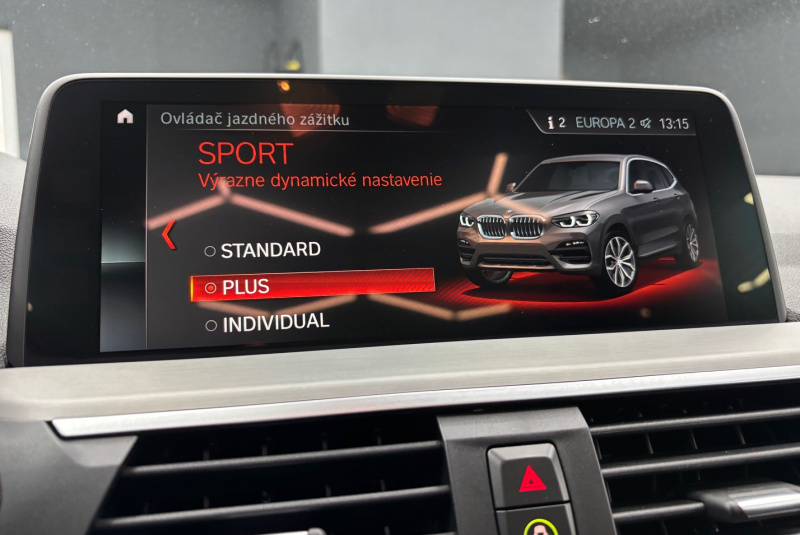 Ovládač jazdného zážitku
i 2 EUROPA 2 13:15
SPORT
Výrazne dynamické nastavenie
STANDARD
PLUS
INDIVIDUAL